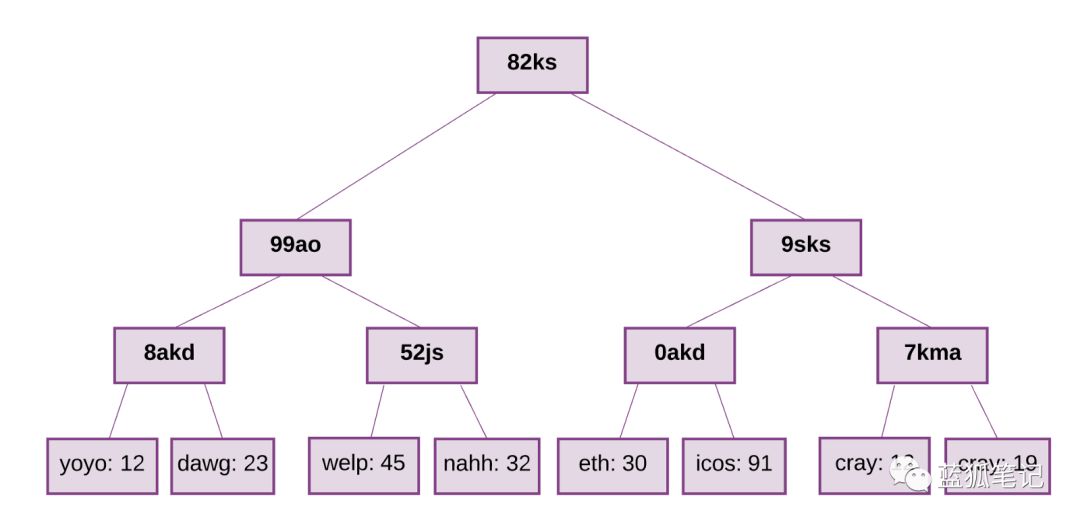 82ks
99ao
9sks
8akd
52js
0akd
7kma
yoyo: 12
dawg: 23
welp: 45
nahh: 32
eth: 30
icos: 91
cray:
cray: 19
蓝狐笔记